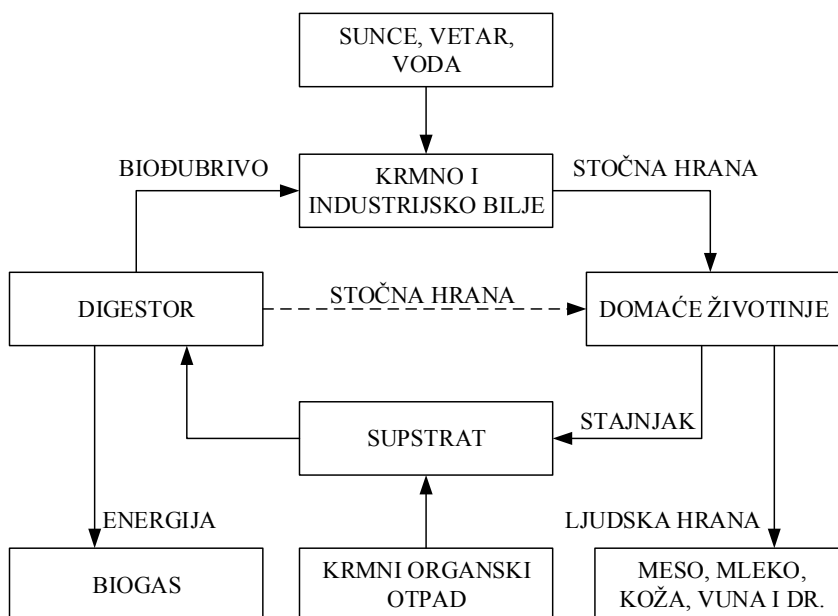 SUNCE, VETAR,
VODA
BIOĐUBRIVO
KRMNO I
INDUSTRIJSKO BILJE
STOČNA HRANA
DIGESTOR
STOČNA HRANA
DOMAĆE ŽIVOTINJE
SUPSTRAT
STAJNJAK
ENERGIJA
LJUDSKA HRANA
BIOGAS
KRMNI ORGANSKI
OTPAD
MESO, MLEKO,
KOŽA, VUNA I DR.